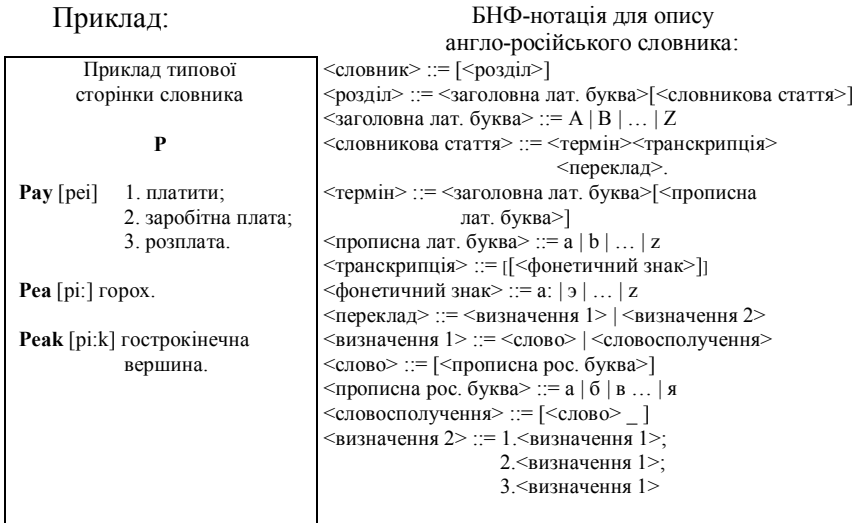 Приклад:
Приклад типової
сторінки словника
P
Pay [pei] 1. платити;
2. заробітна плата;
3. розплата.
Pea [pi:] горох.
Peak [pi:k] гострокінечна
вершина.
БНФ-нотація для опису
англо-російського словника:
<словник> ::= [<розділ>]
<розділ> ::= <заголовна лат. буква>[<словникова стаття>]
<заголовна лат. буква> ::= A | B | … | Z
<словникова стаття> ::= <термін><транскрипція>
<переклад>.
<термін> ::= <заголовна лат. буква>[<прописна
лат. буква>]
<прописна лат. буква> ::= a | b | … | z
<транскрипція> ::= [[<фонетичний знак>]]
<фонетичний знак> ::= a: | э | … | z
<переклад> ::= <визначення 1> | <визначення 2>
<визначення 1> ::= <слово> | <словосполучення>
<слово> ::= [<прописна рос. буква>]
<прописна рос. буква> ::= а | б | в … | я
<словосполучення> ::= [<слово> _ ]
<визначення 2> ::= 1.<визначення 1>;
2.<визначення 1>;
3.<визначення 1>